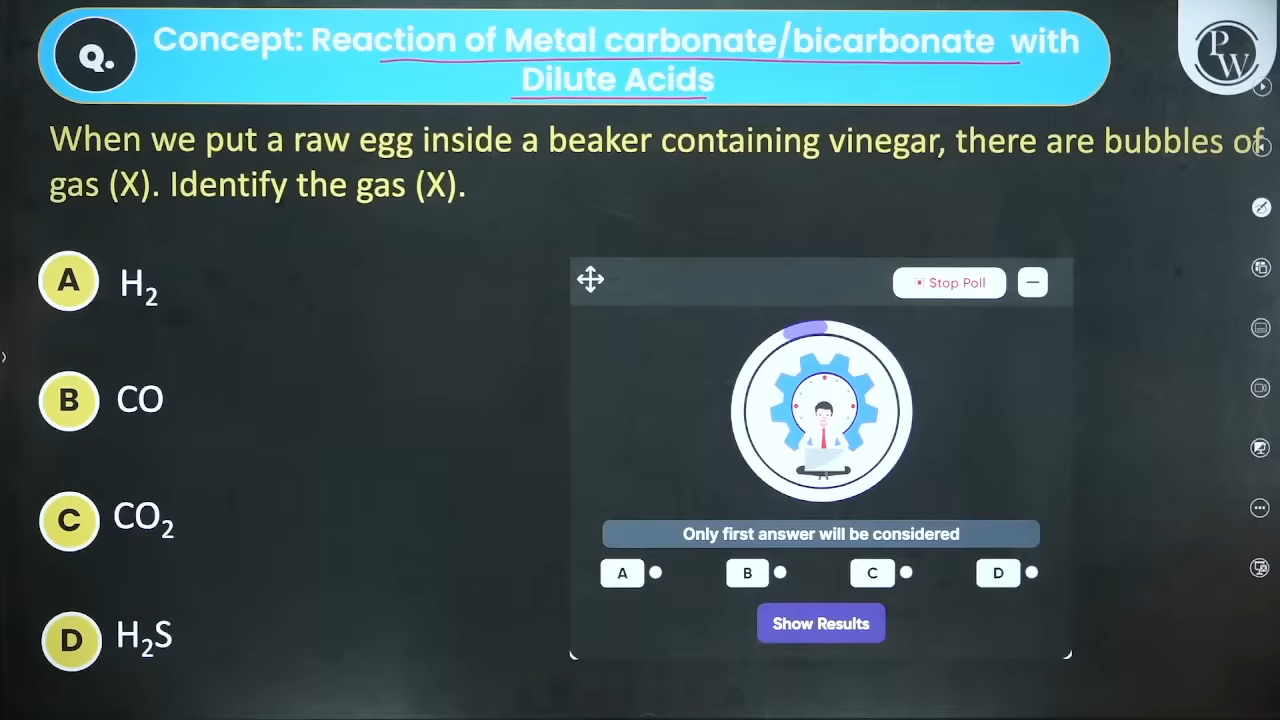 Q.
Concept: Reaction of Metal carbonate/bicarbonate with
Dilute Acids
PW
When we put a raw egg inside a beaker containing vinegar, there are bubbles of
gas (X). Identify the gas (X).
A H₂
B CO
C CO₂
D H₂S
Stop Poll
Only first answer will be considered
A B C D
Show Results